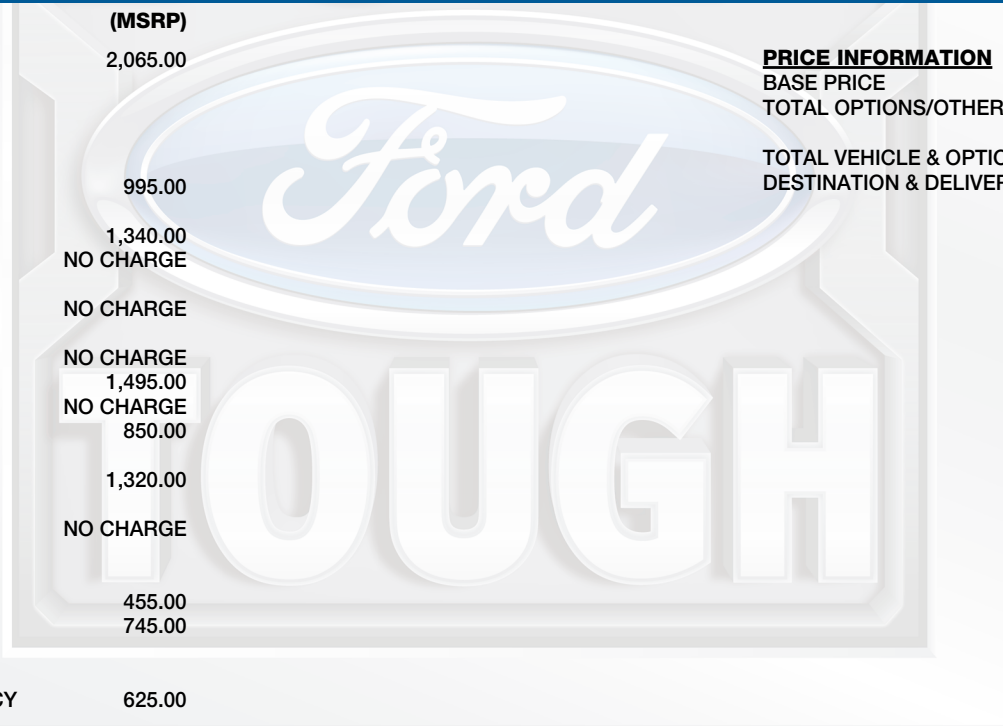 (MSRP)
2,065.00
995.00
1,340.00
NO CHARGE
NO CHARGE
NO CHARGE
1,495.00
NO CHARGE
850.00
1,320.00
NO CHARGE
455.00
745.00
CY 625.00
PRICE INFORMATION
BASE PRICE
TOTAL OPTIONS/OTHER
TOTAL VEHICLE & OPTIO
DESTINATION & DELIVER
Ford
TOUGH